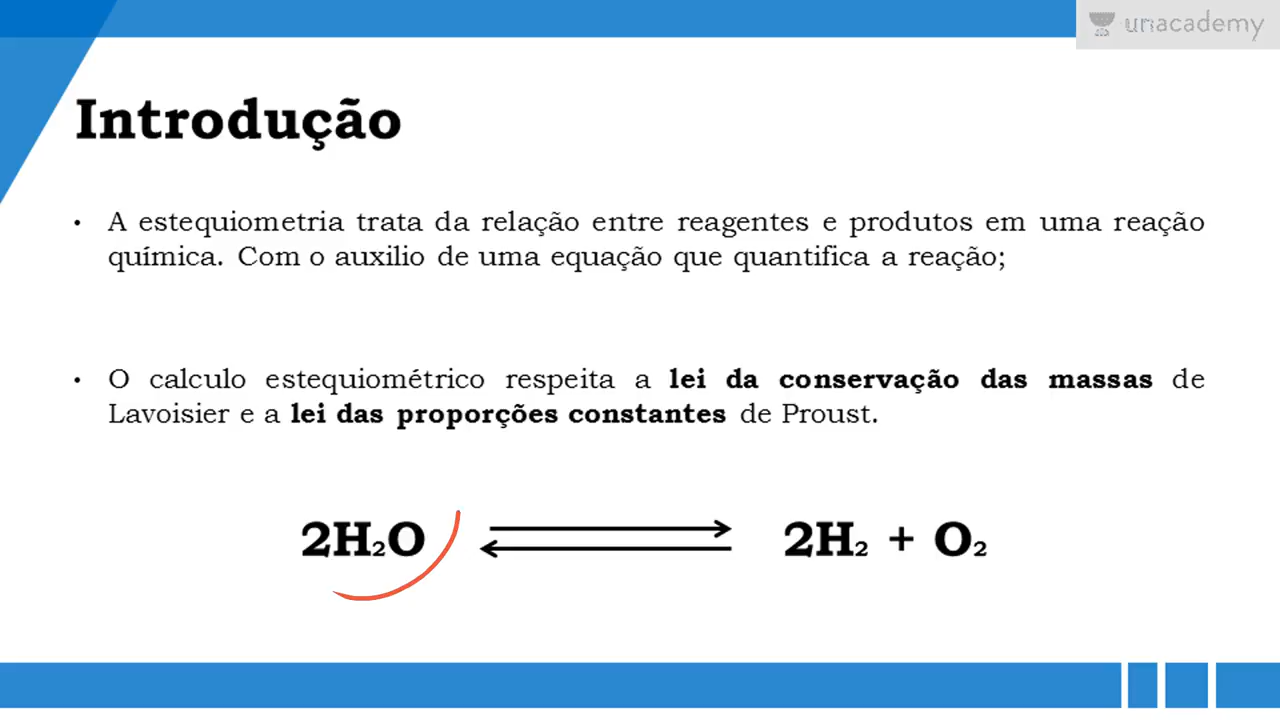 unacademy
Introdução
• A estequiometria trata da relação entre reagentes e produtos em uma reação
química. Com o auxilio de uma equação que quantifica a reação;
• O calculo estequiométrico respeita a lei da conservação das massas de
Lavoisier e a lei das proporções constantes de Proust.
2H₂O ⇄ 2H₂ + O₂